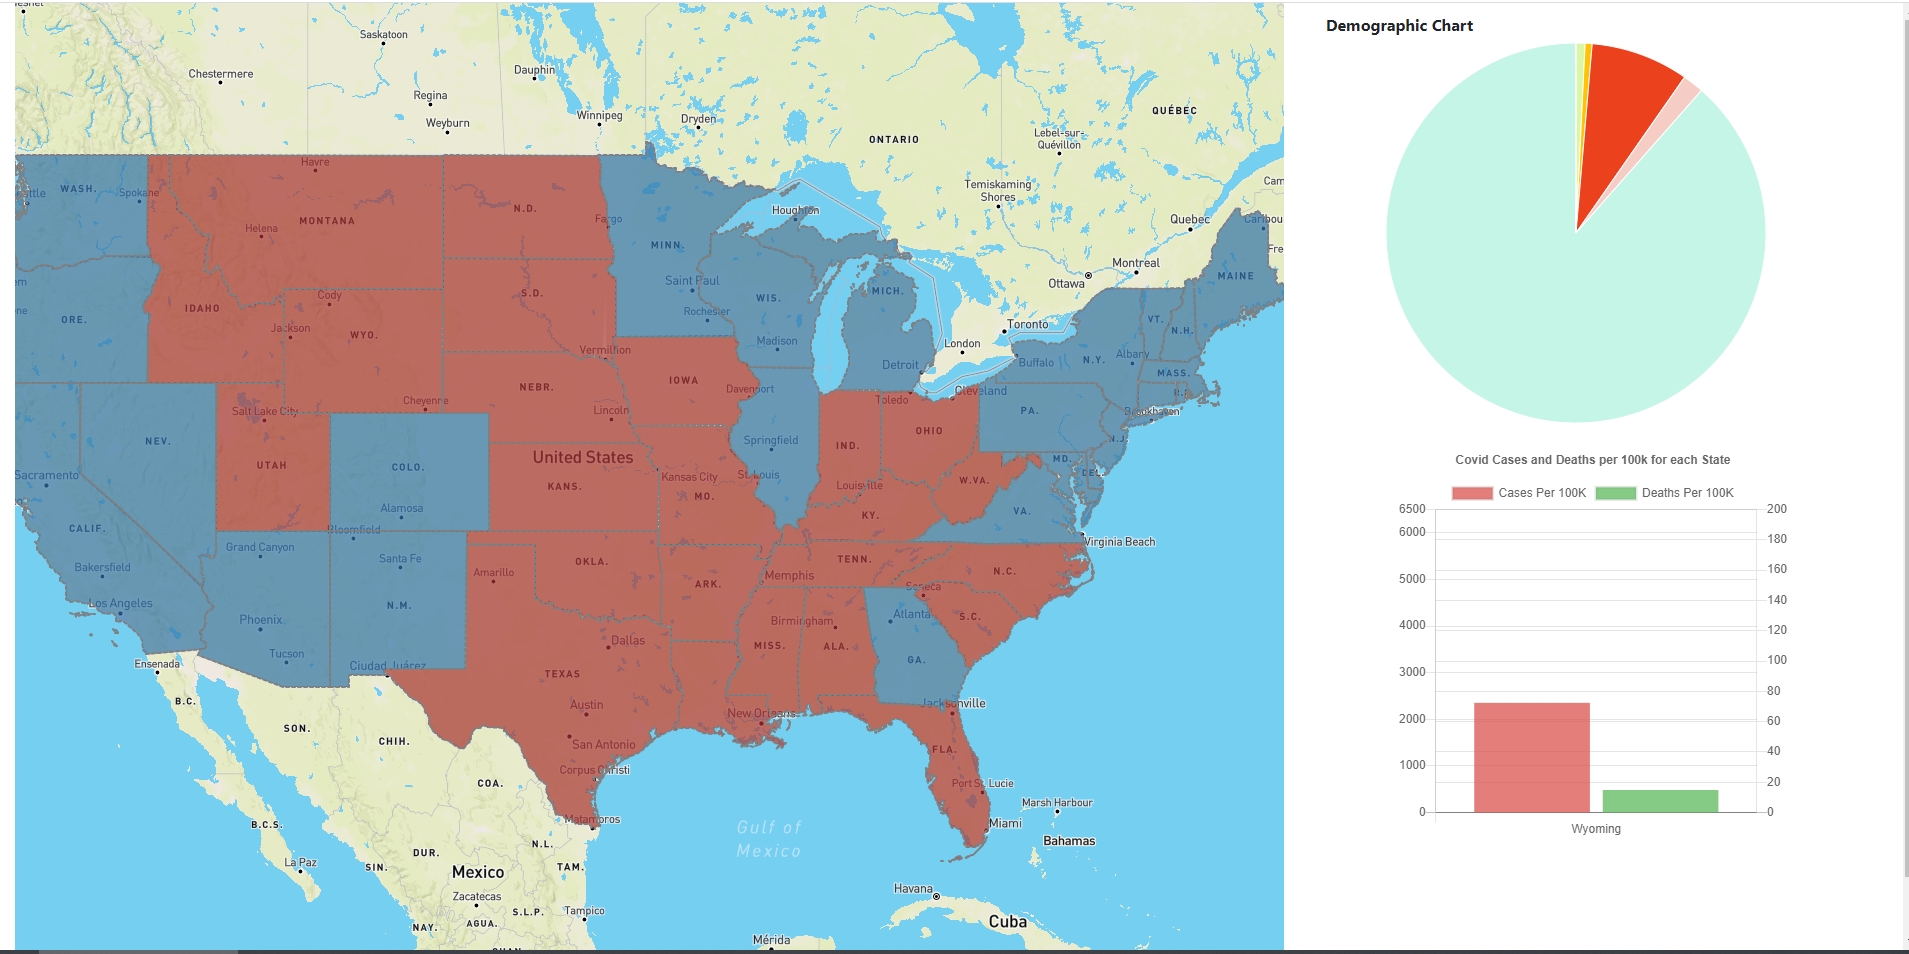 Saskatoon
Chestermere
Dauphin
Regina
Weyburn
Winnipeg
Dryden
QUÉBEC
ONTARIO
Lebel-sur-
Quévillon
Temiskaming
Shores
Quebec
Montreal
Ottawa
Toronto
London
Havre
WASH.
Spokane
MONTANA
Helena
N.D.
Fargo
MINN.
Houghton
Caribou
MAINE
Saint Paul
WIS.
MICH.
Rochester
S.D.
Cody
IDAHO
ORE.
Jackson
WYO.
Vermillion
Madison
Detroit
Buffalo
N.Y.
Albany
VT.
N.H.
MASS.
IOWA
Davenport
NEBR.
Cheyenne
Lincoln
Toledo
Cleveland
PA.
Brookhaven
Salt Lake City
NEV.
UTAH
COLO.
United States
KANS.
Springfield
IND.
OHIO
N.J.
MD.
DEL.
Sacramento
Kansas City
St Louis
MO.
Louisville
W.VA.
KY.
VA.
Alamosa
CALIF.
Bloomfield
Grand Canyon
Santa Fe
Virginia Beach
Bakersfield
Amarillo
OKLA.
ARK.
Memphis
TENN.
N.C.
Seneca
Los Angeles
Phoenix
N.M.
Birmingham
Atlanta
S.C.
Dallas
MISS.
ALA.
GA.
Tucson
Ciudad Juárez
Ensenada
TEXAS
Austin
New Orleans
Jacksonville
B.C.
SON.
CHIH.
San Antonio
Corpus Christi
FLA.
Port St. Lucie
COA.
Marsh Harbour
Matamoros
Miami
Bahamas
B.C.S.
Gulf of
Mexico
La Paz
SIN.
DUR.
N.L.
TAM.
Mexico
Zacatecas
Havana
S.L.P.
Tampico
NAY.
AGUA.
Cuba
Mérida
Demographic Chart
Covid Cases and Deaths per 100k for each State
Cases Per 100K
Deaths Per 100K
6500
6000
5000
4000
3000
2000
1000
0
200
180
160
140
120
100
80
60
40
20
0
Wyoming